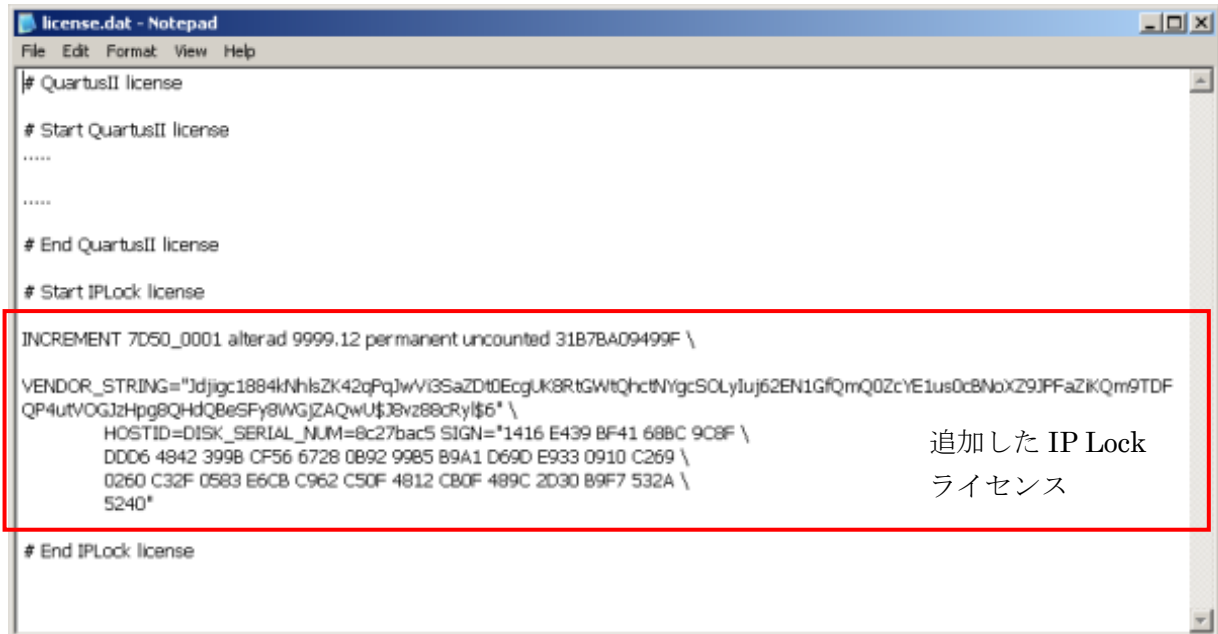 license.dat - Notepad
File Edit Format View Help
# QuartusII license
# Start QuartusII license
.....
.....
# End QuartusII license
# Start IPLock license
INCREMENT 7D50_0001 alterad 9999.12 permanent uncounted 31B7BA09499F \
VENDOR_STRING="Jdjigc1884kNhlsZK42qPqJwVi3SaZDt0EcgUK8RtGWtQhctNYgcSOLyIuj62EN1GfQmQ0ZcYE1us0cBNoXZ9JPFaZiKQm9TDF
QP4utVOGJzHpg8QHdQBeSFy8WGjZAQwU$J8vz88cRyl$6" \
HOSTID=DISK_SERIAL_NUM=8c27bac5 SIGN="1416 E439 BF41 68BC 9C8F \
DDD6 4842 399B CF56 6728 0B92 99B5 B9A1 D69D E933 0910 C269 \
0260 C32F 0583 E6CB C962 C50F 4812 CB0F 489C 2D30 B9F7 532A \
5240"
追加した IP Lock
ライセンス
# End IPLock license